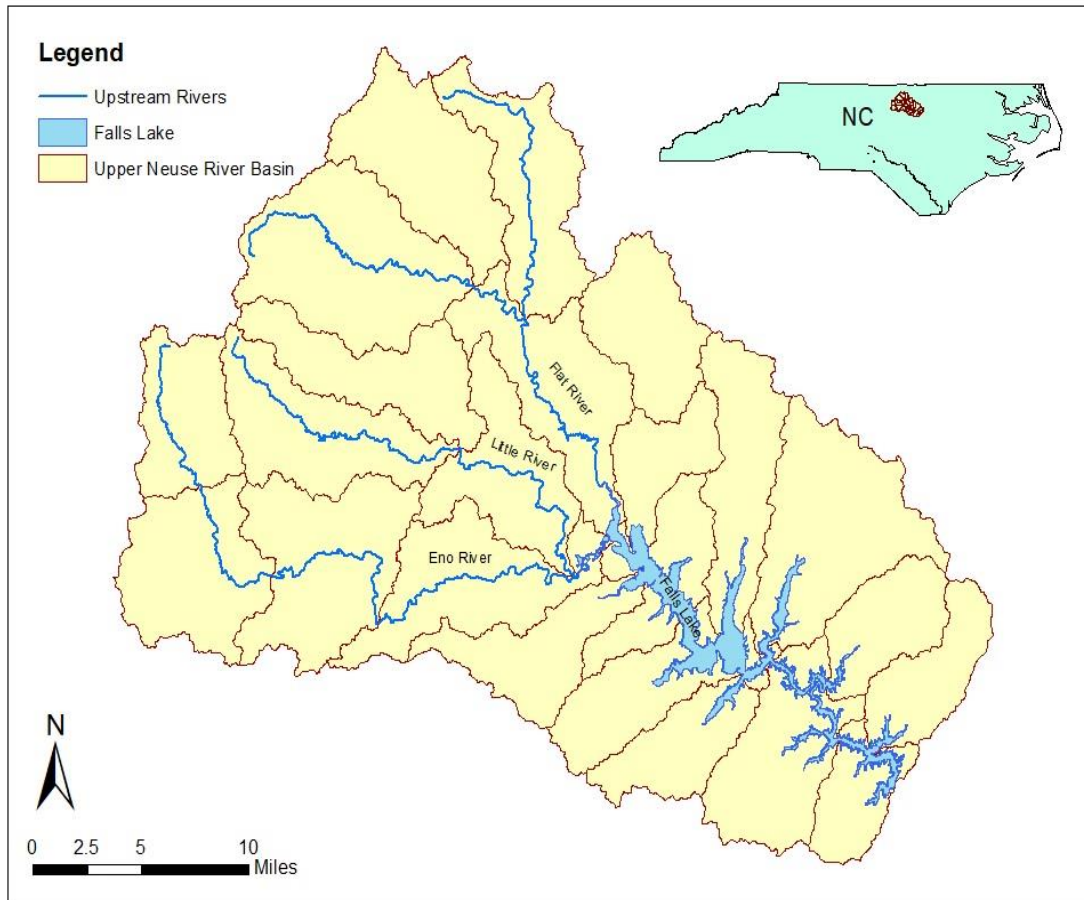 Legend
Upstream Rivers
Falls Lake
Upper Neuse River Basin
NC
Flat River
Little River
Eno River
Falls Lake
N
0 2.5 5 10
Miles